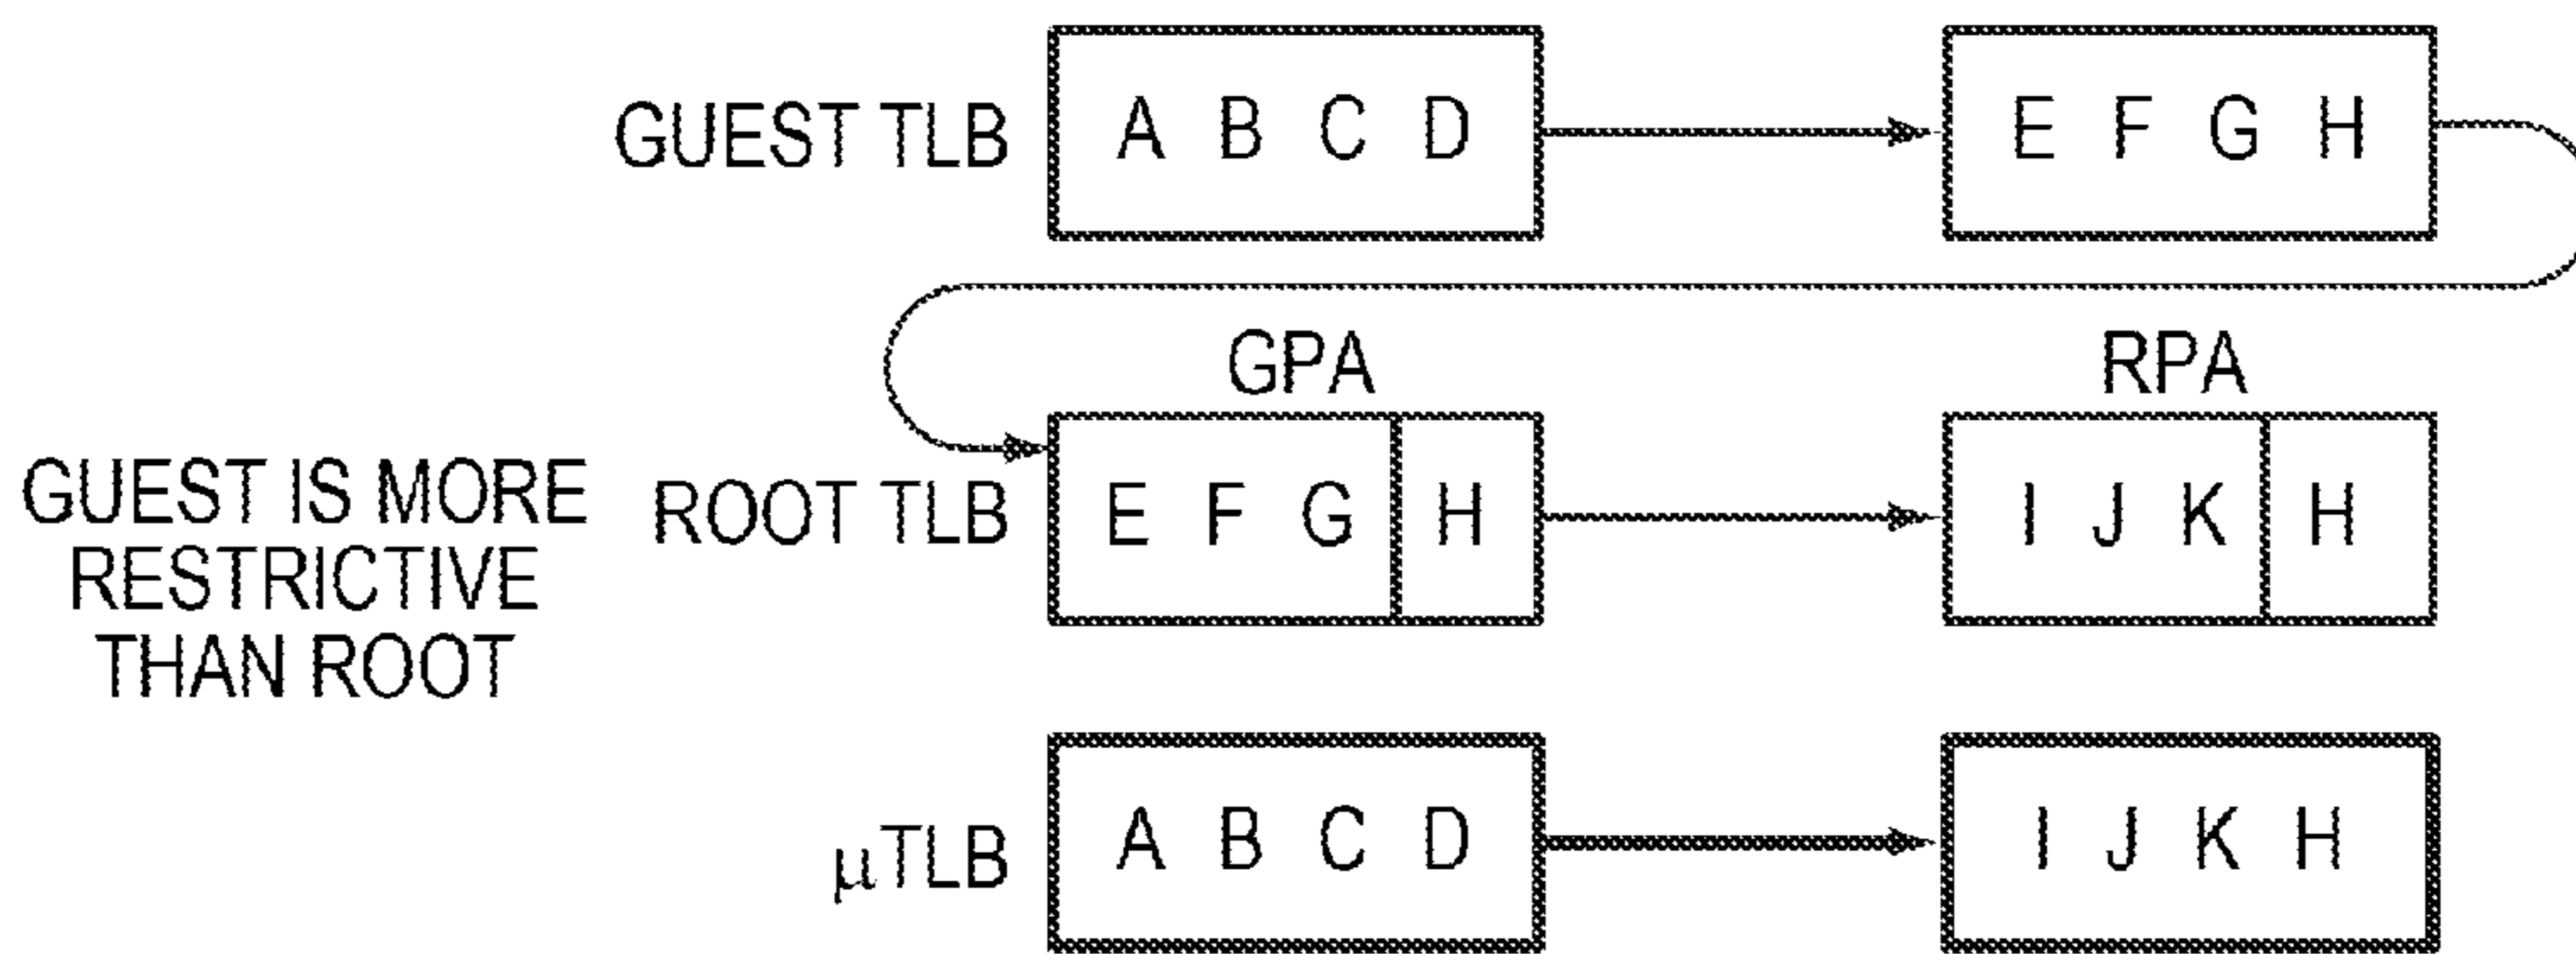 GUEST TLB A B C D E F G H
GPA RPA
GUEST IS MORE
RESTRICTIVE
THAN ROOT
ROOT TLB E F G H I J K H
μTLB A B C D I J K H